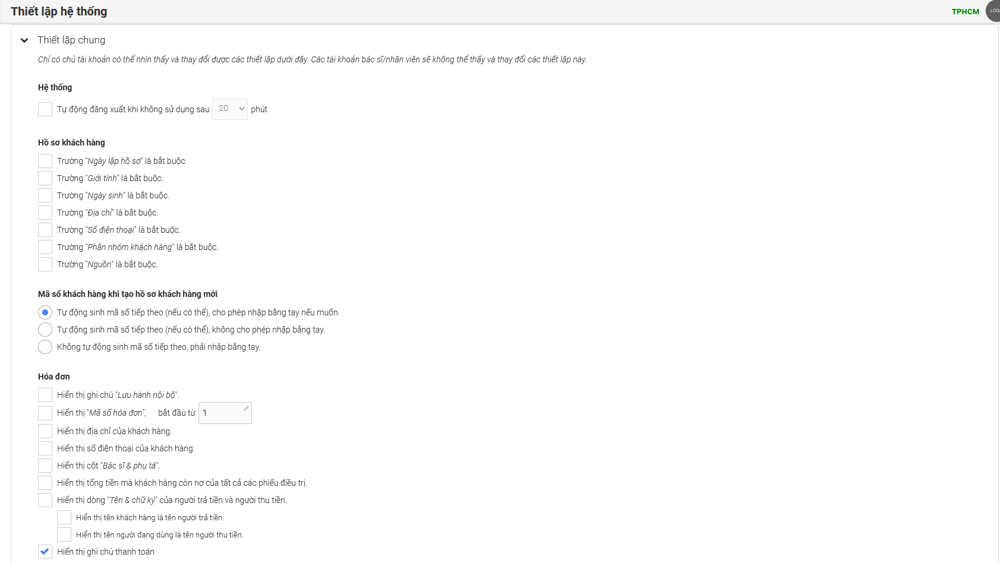 Thiết lập hệ thống
TPHCM
LOG
Thiết lập chung
Chỉ có chủ tài khoản có thể nhìn thấy và thay đổi được các thiết lập dưới đây. Các tài khoản bác sĩ/nhân viên sẽ không thể thấy và thay đổi các thiết lập này.
Hệ thống
Tự động đăng xuất khi không sử dụng sau 20 phút
Hồ sơ khách hàng
Trường "Ngày lập hồ sơ" là bắt buộc.
Trường "Giới tính" là bắt buộc.
Trường "Ngày sinh" là bắt buộc.
Trường "Địa chỉ" là bắt buộc.
Trường "Số điện thoại" là bắt buộc.
Trường "Phân nhóm khách hàng" là bắt buộc.
Trường "Nguồn" là bắt buộc.
Mã số khách hàng khi tạo hồ sơ khách hàng mới
Tự động sinh mã số tiếp theo (nếu có thể), cho phép nhập bằng tay nếu muốn.
Tự động sinh mã số tiếp theo (nếu có thể), không cho phép nhập bằng tay.
Không tự động sinh mã số tiếp theo, phải nhập bằng tay.
Hóa đơn
Hiển thị ghi chú "Lưu hành nội bộ".
Hiển thị "Mã số hóa đơn", bắt đầu từ 1
Hiển thị địa chỉ của khách hàng.
Hiển thị số điện thoại của khách hàng.
Hiển thị cột "Bác sĩ & phụ tá".
Hiển thị tổng tiền mà khách hàng còn nợ của tất cả các phiếu điều trị.
Hiển thị dòng "Tên & chữ ký" của người trả tiền và người thu tiền.
Hiển thị tên khách hàng là tên người trả tiền.
Hiển thị tên người đang dùng là tên người thu tiền.
Hiển thị ghi chú thanh toán